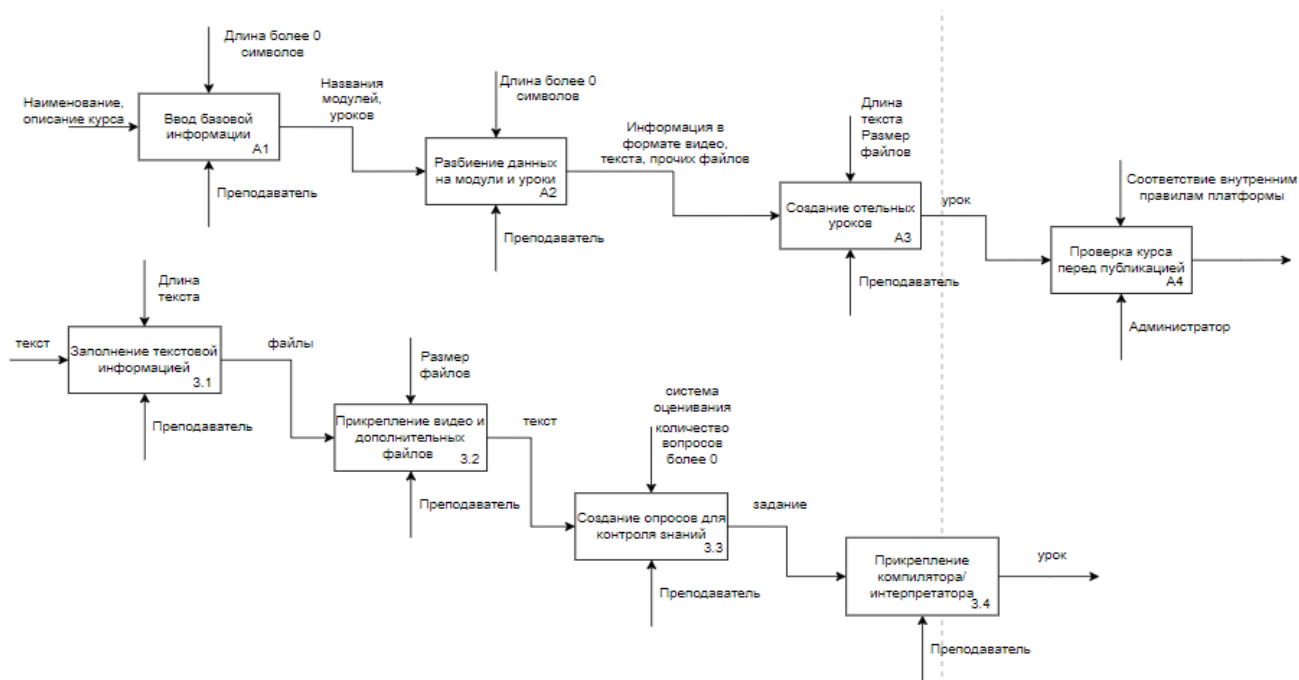 Длина более 0
символов
Наименование,
описание курса
Ввод базовой
информации
A1
Преподаватель
Названия
модулей,
уроков
Длина более 0
символов
Разбиение данных
на модули и уроки
A2
Преподаватель
Информация в
формате видео,
текста, прочих файлов
Длина
текста
Размер
файлов
Создание отельных
уроков
A3
Преподаватель
урок
Соответствие внутренним
правилам платформы
Проверка курса
перед публикацией
A4
Администратор
Длина
текста
текст
Заполнение текстовой
информацией
3.1
Преподаватель
файлы
Размер
файлов
Прикрепление видео и
дополнительных
файлов
3.2
Преподаватель
текст
система
оценивания
количество
вопросов
более 0
Создание опросов для
контроля знаний
3.3
Преподаватель
задание
Прикрепление
компилятора/
интерпретатора
3.4
Преподаватель
урок